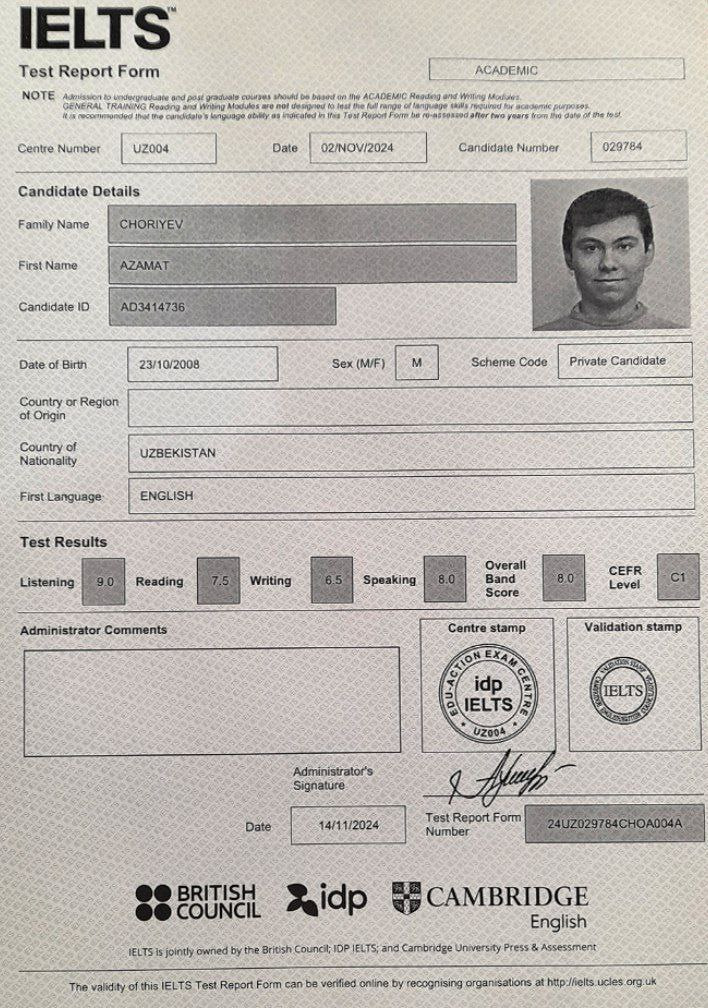 IELTS™
Test Report Form
ACADEMIC
NOTE Admission to undergraduate and post graduate courses should be based on the ACADEMIC Reading and Writing Modules.
GENERAL TRAINING Reading and Writing Modules are not designed to test the full range of language skills required for academic purposes.
It is recommended that the candidate's language ability as indicated in this Test Report Form be re-assessed after two years from the date of the test.
Centre Number UZ004 Date 02/NOV/2024 Candidate Number 029784
Candidate Details
Family Name CHORIYEV
First Name AZAMAT
Candidate ID AD3414736
Date of Birth 23/10/2008 Sex (M/F) M Scheme Code Private Candidate
Country or Region
of Origin
Country of
Nationality UZBEKISTAN
First Language ENGLISH
Test Results
Listening 9.0 Reading 7.5 Writing 6.5 Speaking 8.0 Overall Band Score 8.0 CEFR Level C1
Administrator Comments
Centre stamp
Validation stamp
EDU-ACTION EXAM CENTRE
idp
IELTS
UZ004
IELTS
Administrator's
Signature
Date 14/11/2024
Test Report Form
Number 24UZ029784CHOA004A
BRITISH
COUNCIL
idp
CAMBRIDGE
English
IELTS is jointly owned by the British Council; IDP IELTS; and Cambridge University Press & Assessment
The validity of this IELTS Test Report Form can be verified online by recognising organisations at http://ielts.ucles.org.uk